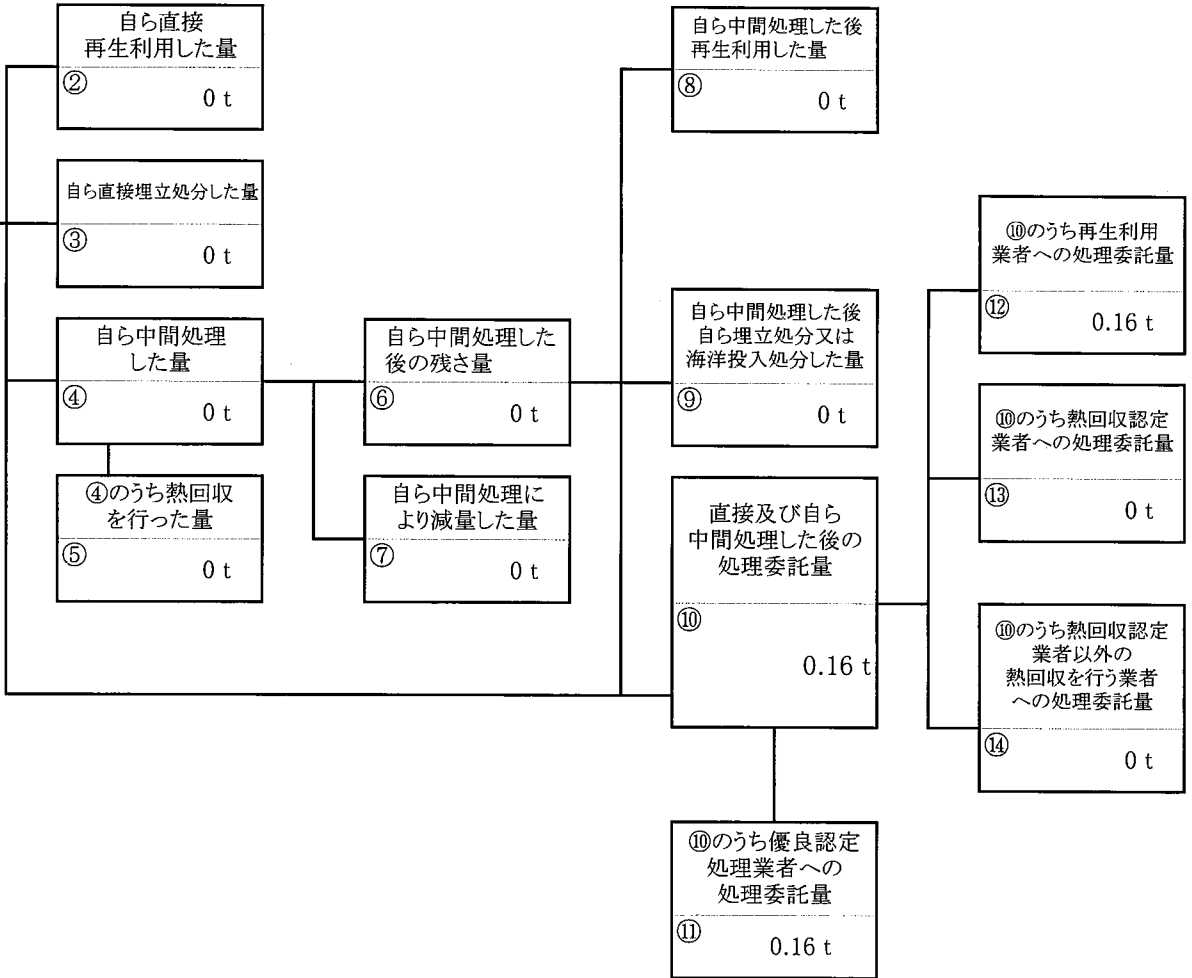 自ら直接
再生利用した量
②
0 t
自ら直接埋立処分した量
③
0 t
自ら中間処理
した量
④
0 t
④のうち熱回収
を行った量
⑤
0 t
自ら中間処理した
後の残さ量
⑥
0 t
自ら中間処理に
より減量した量
⑦
0 t
自ら中間処理した後
再生利用した量
⑧
0 t
自ら中間処理した後
自ら埋立処分又は
海洋投入処分した量
⑨
0 t
直接及び自ら
中間処理した後の
処理委託量
⑩
0.16 t
⑩のうち優良認定
処理業者への
処理委託量
⑪
0.16 t
⑩のうち再生利用
業者への処理委託量
⑫
0.16 t
⑩のうち熱回収認定
業者への処理委託量
⑬
0 t
⑩のうち熱回収認定
業者以外の
熱回収を行う業者
への処理委託量
⑭
0 t